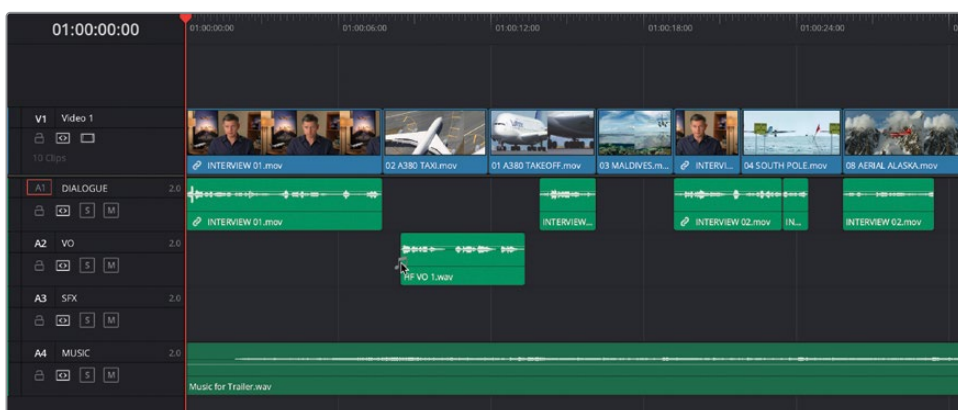 01:00:00:00
01:00:00:00 01:00:06:00 01:00:12:00 01:00:18:00 01:00:24:00
V1 Video 1
10 Clips
INTERVIEW 01.mov 02 A380 TAXI.mov 01 A380 TAKEOFF.mov 03 MALDIVES.m... INTERVI... 04 SOUTH POLE.mov 08 AERIAL ALASKA.mov
A1 DIALOGUE 2.0
S M
INTERVIEW 01.mov INTERVIEW... INTERVIEW 02.mov IN... INTERVIEW 02.mov
A2 VO 2.0
S M
HF VO 1.wav
A3 SFX 2.0
S M
A4 MUSIC 2.0
S M
Music for Trailer.wav